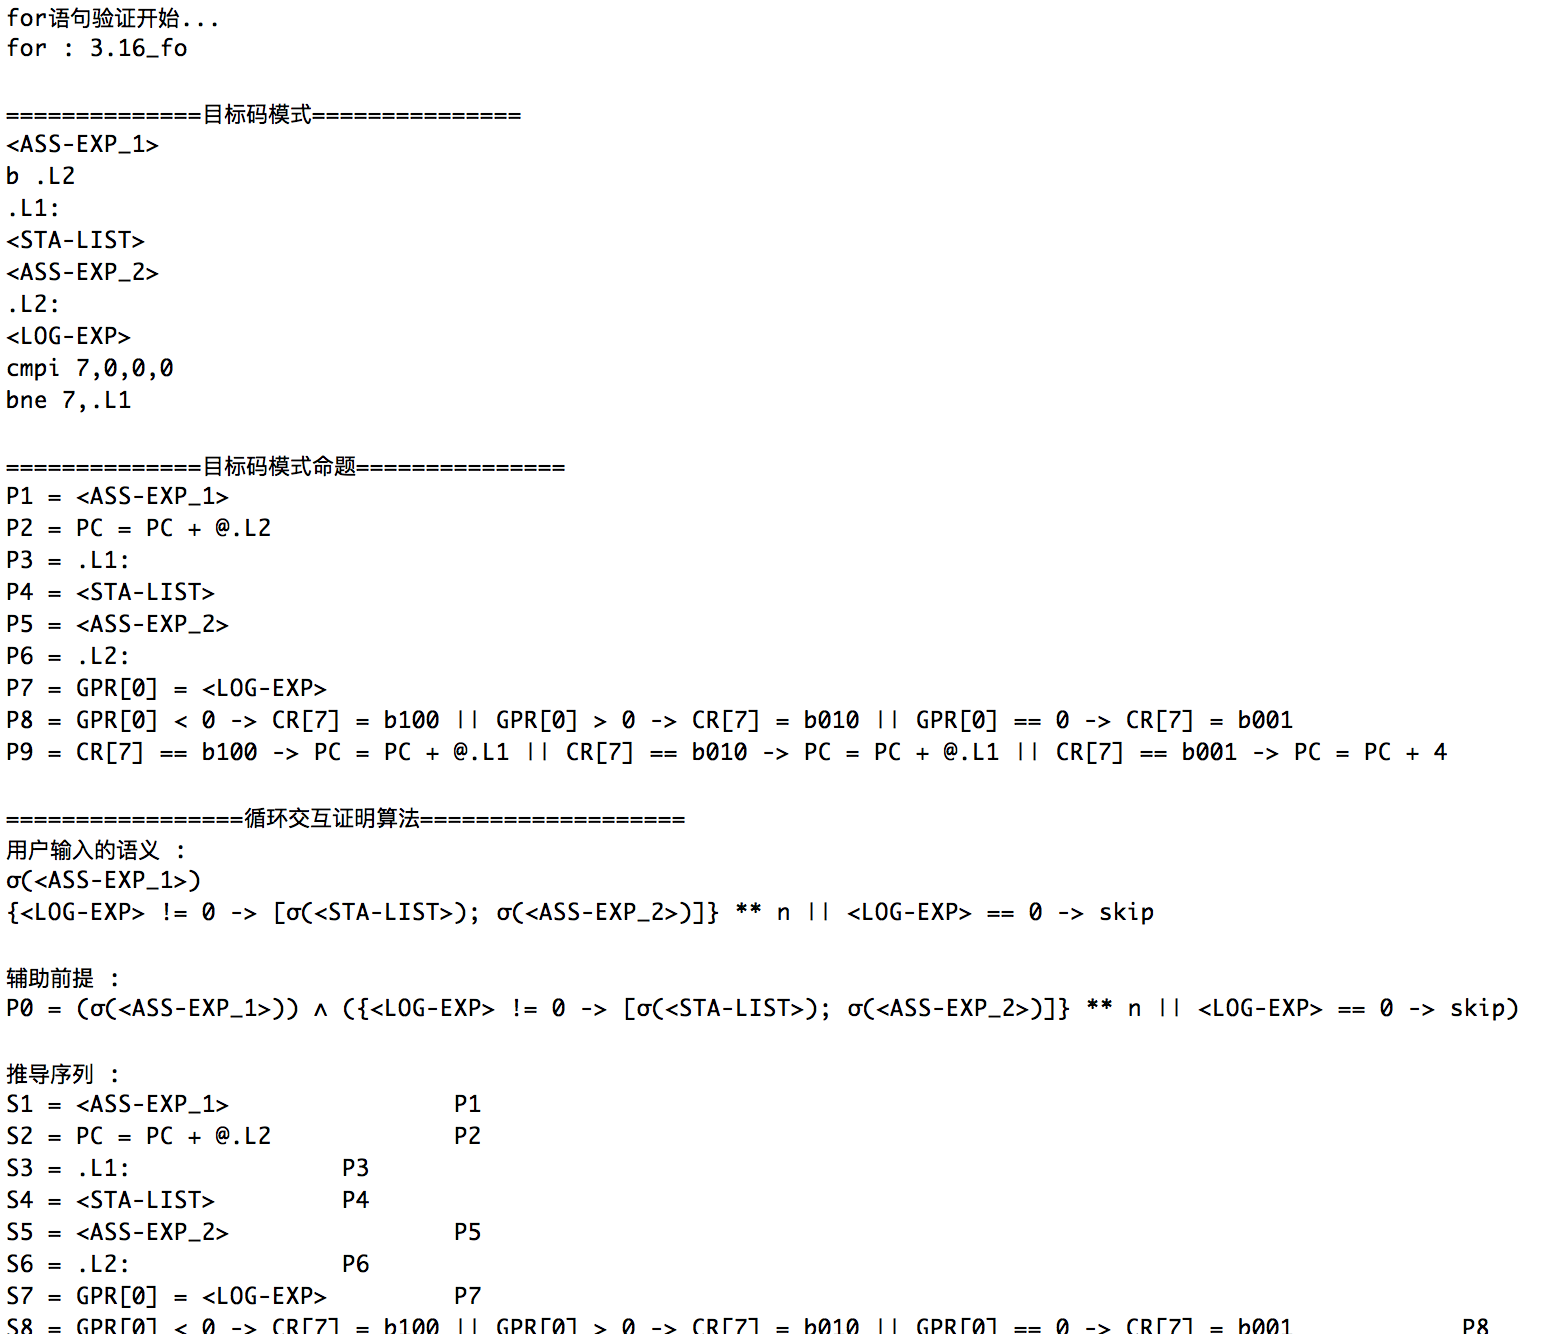 for语句验证开始...
for : 3.16_fo
==============目标码模式===============
<ASS-EXP_1>
b .L2
.L1:
<STA-LIST>
<ASS-EXP_2>
.L2:
<LOG-EXP>
cmpi 7,0,0,0
bne 7,.L1
==============目标码模式命题===============
P1 = <ASS-EXP_1>
P2 = PC = PC + @.L2
P3 = .L1:
P4 = <STA-LIST>
P5 = <ASS-EXP_2>
P6 = .L2:
P7 = GPR[0] = <LOG-EXP>
P8 = GPR[0] < 0 -> CR[7] = b100 || GPR[0] > 0 -> CR[7] = b010 || GPR[0] == 0 -> CR[7] = b001
P9 = CR[7] == b100 -> PC = PC + @.L1 || CR[7] == b010 -> PC = PC + @.L1 || CR[7] == b001 -> PC = PC + 4
=================循环交互证明算法===================
用户输入的语义 :
σ(<ASS-EXP_1>)
{<LOG-EXP> != 0 -> [σ(<STA-LIST>); σ(<ASS-EXP_2>)]} ** n || <LOG-EXP> == 0 -> skip
辅助前提 :
P0 = (σ(<ASS-EXP_1>)) ∧ ({<LOG-EXP> != 0 -> [σ(<STA-LIST>); σ(<ASS-EXP_2>)]} ** n || <LOG-EXP> == 0 -> skip)
推导序列 :
S1 = <ASS-EXP_1> P1
S2 = PC = PC + @.L2 P2
S3 = .L1: P3
S4 = <STA-LIST> P4
S5 = <ASS-EXP_2> P5
S6 = .L2: P6
S7 = GPR[0] = <LOG-EXP> P7
S8 = GPR[0] < 0 -> CR[7] = b100 || GPR[0] > 0 -> CR[7] = b010 || GPR[0] == 0 -> CR[7] = b001 P8